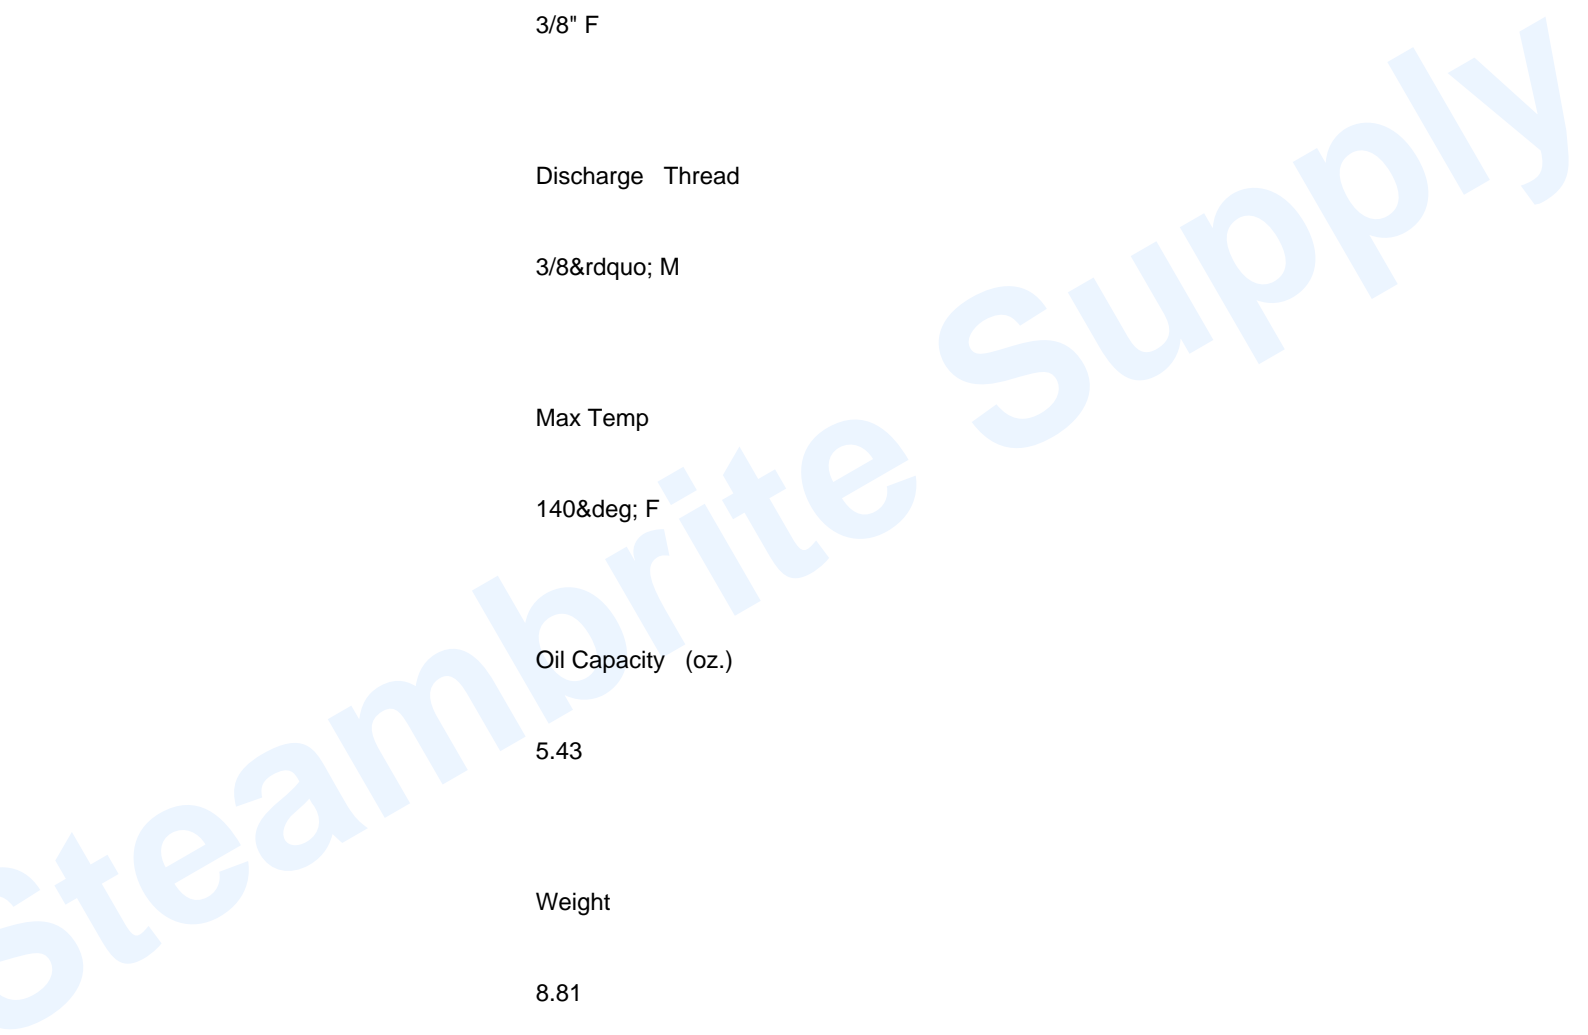 3/8" F
Discharge Thread
3/8&rdquo; M
Max Temp
140&deg; F
Oil Capacity (oz.)
5.43
Weight
8.81
Steambrite Supply